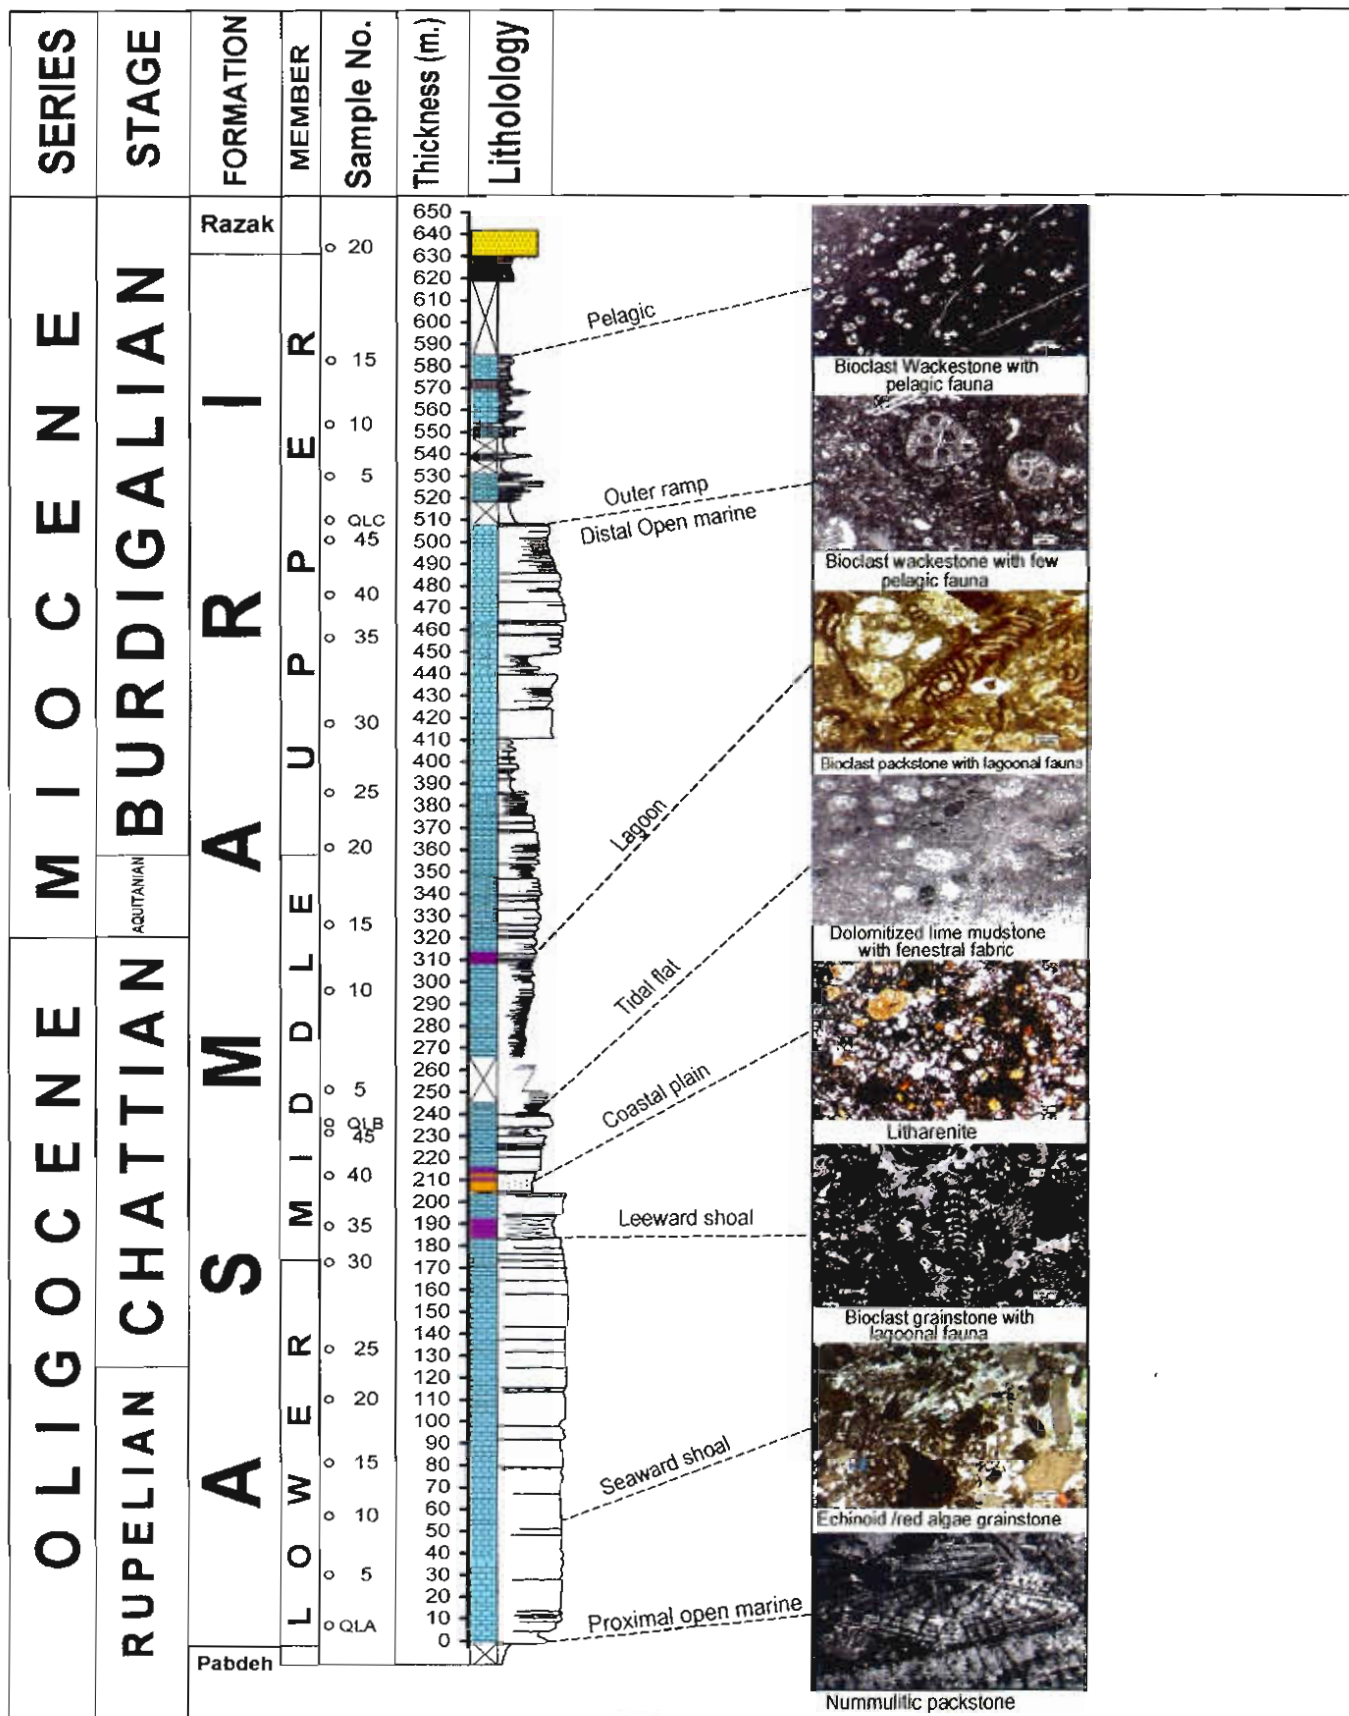 SERIES
STAGE
FORMATION
MEMBER
Sample No.
Thickness (m.)
Lithololology
MIOCENE
OLIGOCENE
BURDIGALIAN
AQUITANIAN
CHATTIAN
RUPELIAN
Razak
ASMARI
Pabdeh
UPPER
MIDDLE
LOWER
20
15
10
5
QLC
45
40
35
30
25
20
15
10
5
QLB
45
40
35
30
25
20
15
10
5
QLA
650
640
630
620
610
600
590
580
570
560
550
540
530
520
510
500
490
480
470
460
450
440
430
420
410
400
390
380
370
360
350
340
330
320
310
300
290
280
270
260
250
240
230
220
210
200
190
180
170
160
150
140
130
120
110
100
90
80
70
60
50
40
30
20
10
0
Pelagic
Outer ramp
Distal Open marine
Lagoon
Tidal flat
Coastal plain
Leeward shoal
Seaward shoal
Proximal open marine
Bioclast Wackestone with
pelagic fauna
Bioclast wackestone with few
pelagic fauna
Bioclast packstone with lagoonal fauna
Dolomitized lime mudstone
with fenestral fabric
Litharenite
Bioclast grainstone with
lagoonal fauna
Echinoid /red algae grainstone
Nummulitic packstone